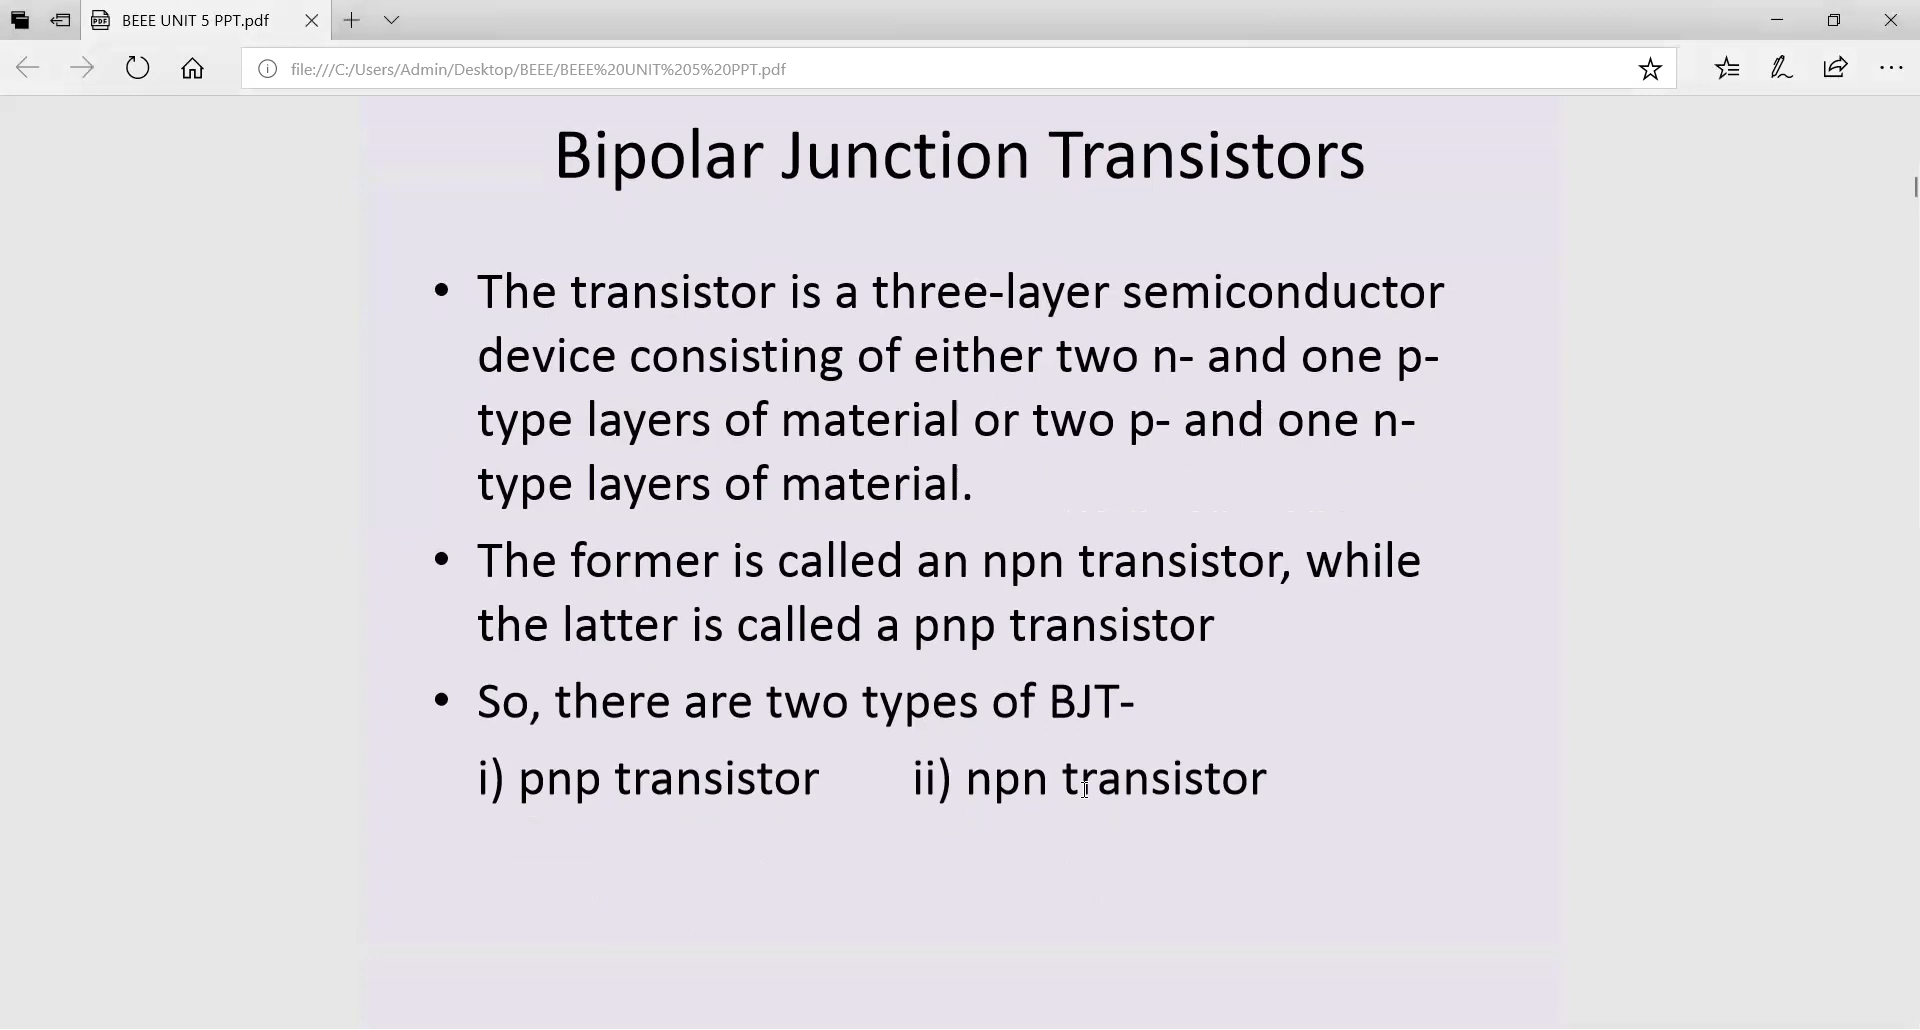 BEEE UNIT 5 PPT.pdf
file:///C:/Users/Admin/Desktop/BEEE/BEEE%20UNIT%205%20PPT.pdf
Bipolar Junction Transistors
• The transistor is a three-layer semiconductor
device consisting of either two n- and one p-
type layers of material or two p- and one n-
type layers of material.
• The former is called an npn transistor, while
the latter is called a pnp transistor
• So, there are two types of BJT-
i) pnp transistor ii) npn transistor